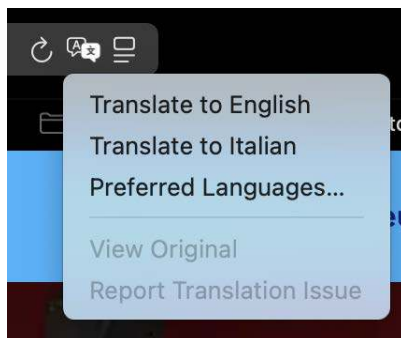 Translate to English
Translate to Italian
Preferred Languages...
View Original
Report Translation Issue